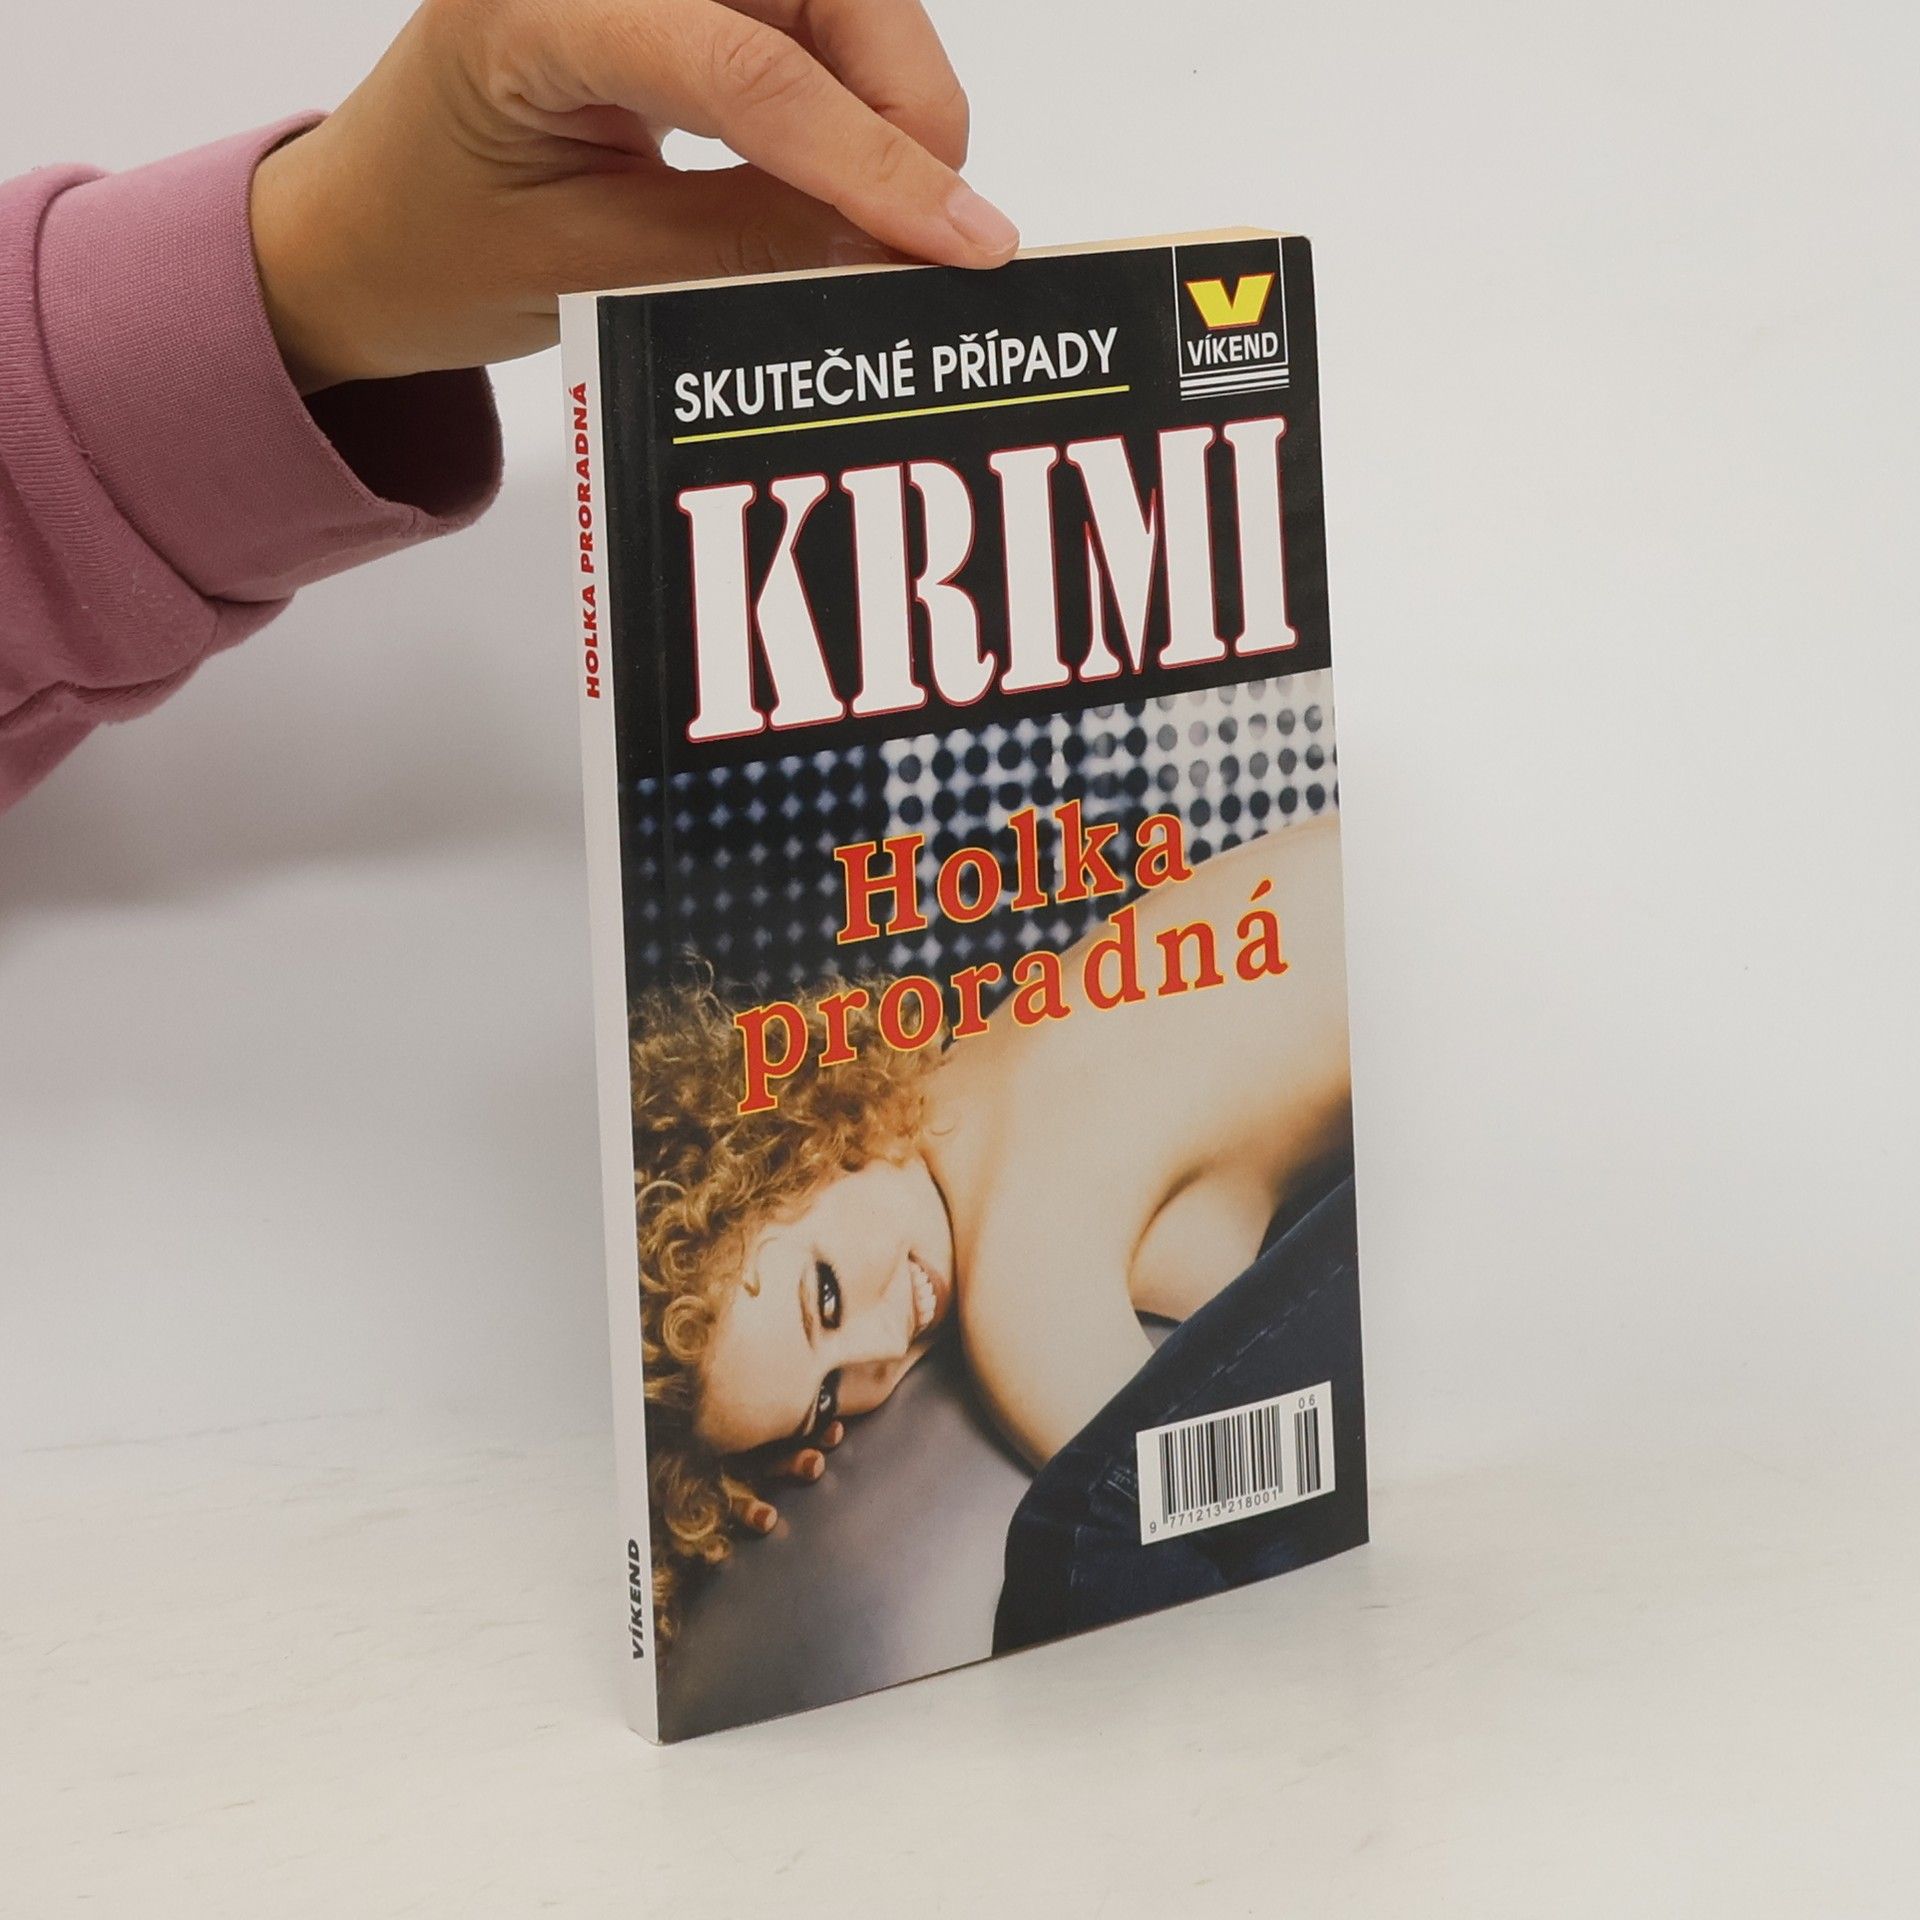 SKUTEČNÉ PŘÍPADY
VÍKEND
KRIMI
Holka
proradná
HOLKA PRORADNÁ
VÍKEND
06
9 771213 218001